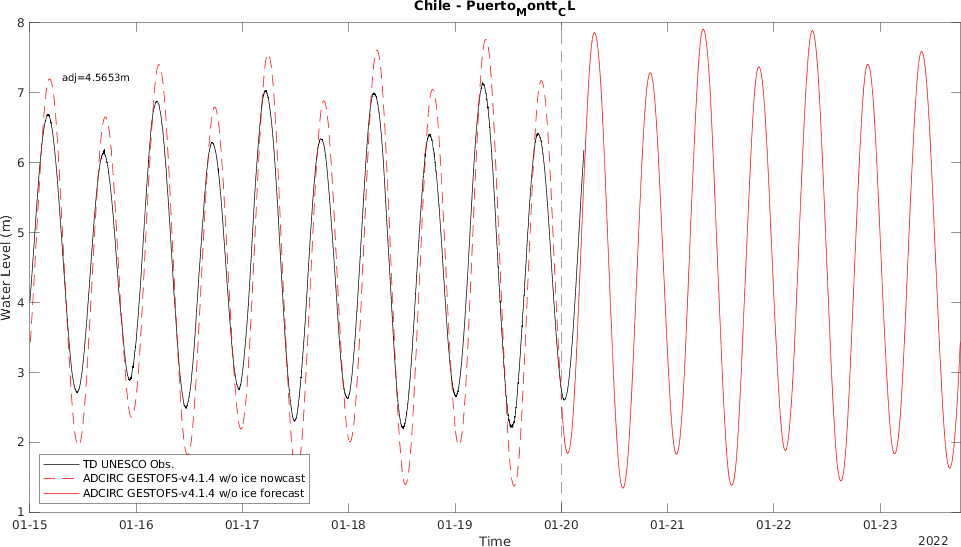 Chile - PuertoMonttCL
8
adj=4.5653m
7
6
5
Water Level (m)
4
3
2
TD UNESCO Obs.
ADCIRC GESTOFS-v4.1.4 w/o ice nowcast
ADCIRC GESTOFS-v4.1.4 w/o ice forecast
1
01-15 01-16 01-17 01-18 01-19 01-20 01-21 01-22 01-23
Time
2022